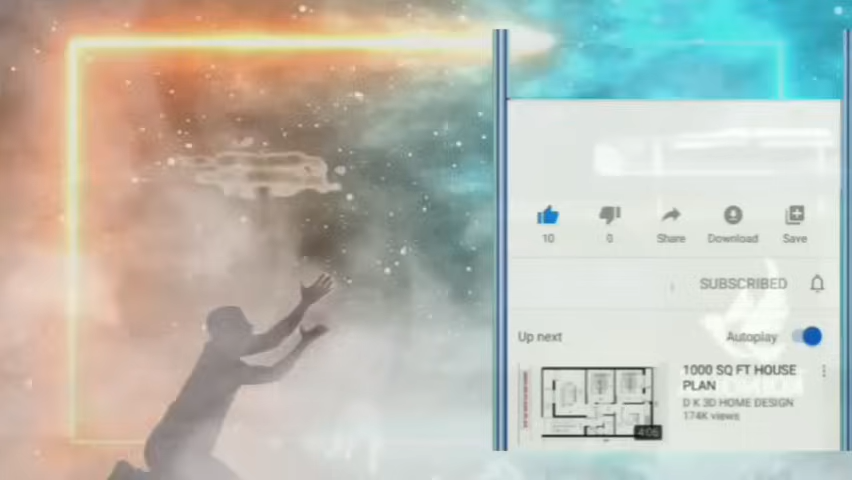 10
0
Share
Download
Save
SUBSCRIBED
Up next
Autoplay
1000 SQ FT HOUSE
PLAN
D K 3D HOME DESIGN
174K views
4:06